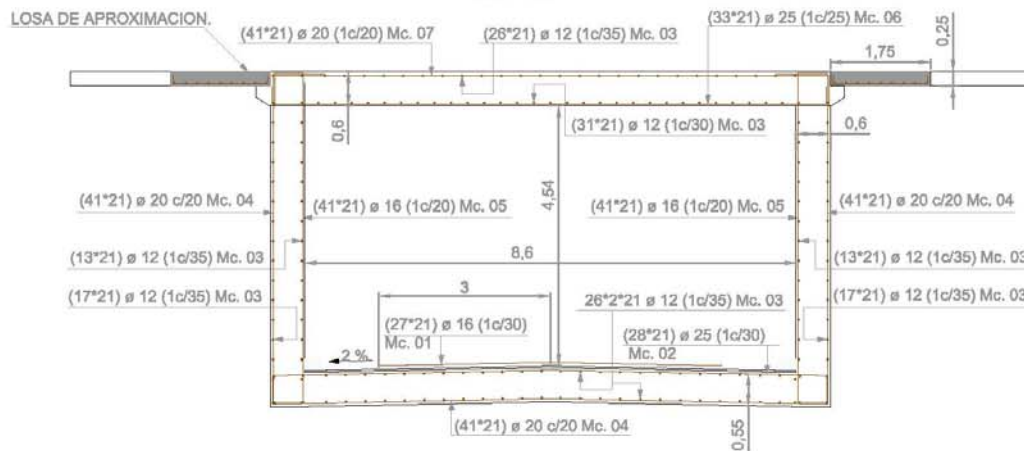 LOSA DE APROXIMACION.
(41*21) ø 20 (1c/20) Mc. 07
(26*21) ø 12 (1c/35) Mc. 03
(33*21) ø 25 (1c/25) Mc. 06
1,75
0,25
0,6
(31*21) ø 12 (1c/30) Mc. 03
0,6
(41*21) ø 20 c/20 Mc. 04
(41*21) ø 16 (1c/20) Mc. 05
4,54
(41*21) ø 16 (1c/20) Mc. 05
(41*21) ø 20 c/20 Mc. 04
(13*21) ø 12 (1c/35) Mc. 03
8,6
(13*21) ø 12 (1c/35) Mc. 03
(17*21) ø 12 (1c/35) Mc. 03
3
26*2*21 ø 12 (1c/35) Mc. 03
(17*21) ø 12 (1c/35) Mc. 03
(27*21) ø 16 (1c/30)
Mc. 01
(28*21) ø 25 (1c/30)
Mc. 02
2 %
(41*21) ø 20 c/20 Mc. 04
0,55